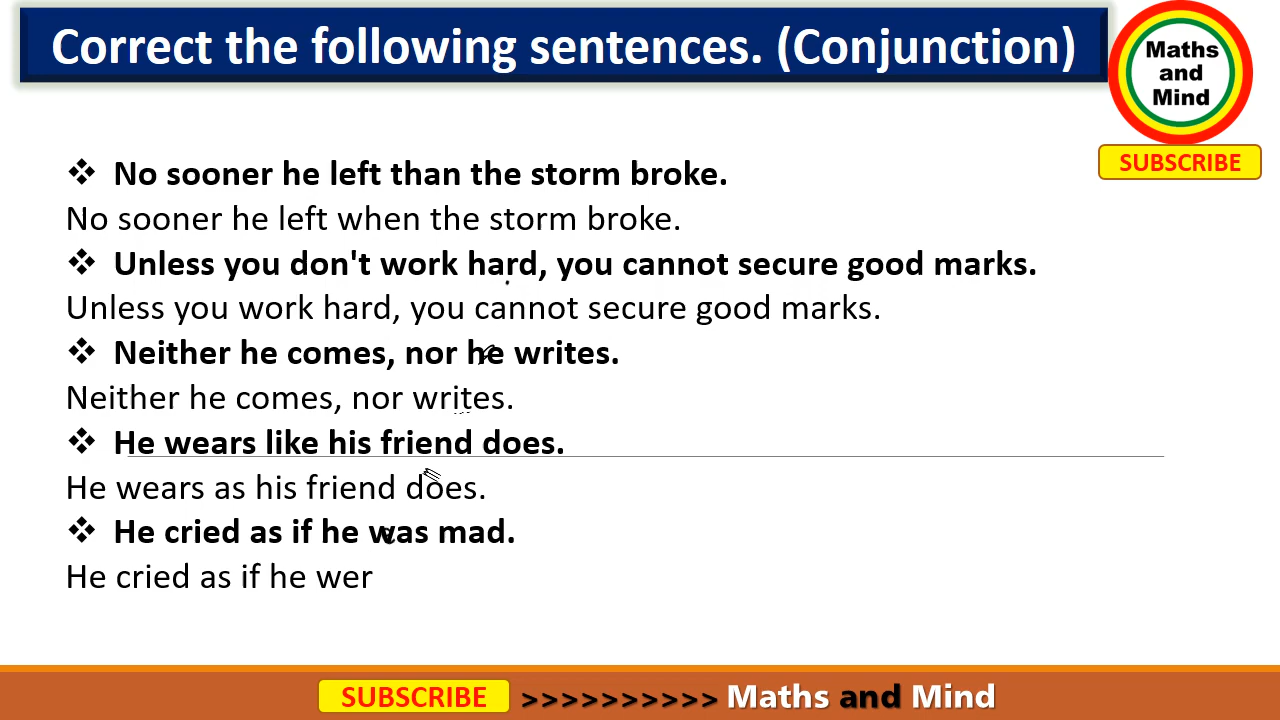 Correct the following sentences. (Conjunction)
Maths
and
Mind
SUBSCRIBE
❖ No sooner he left than the storm broke.
No sooner he left when the storm broke.
❖ Unless you don't work hard, you cannot secure good marks.
Unless you work hard, you cannot secure good marks.
❖ Neither he comes, nor he writes.
Neither he comes, nor writes.
❖ He wears like his friend does.
He wears as his friend does.
❖ He cried as if he was mad.
He cried as if he wer
SUBSCRIBE >>>>>>>>>> Maths and Mind